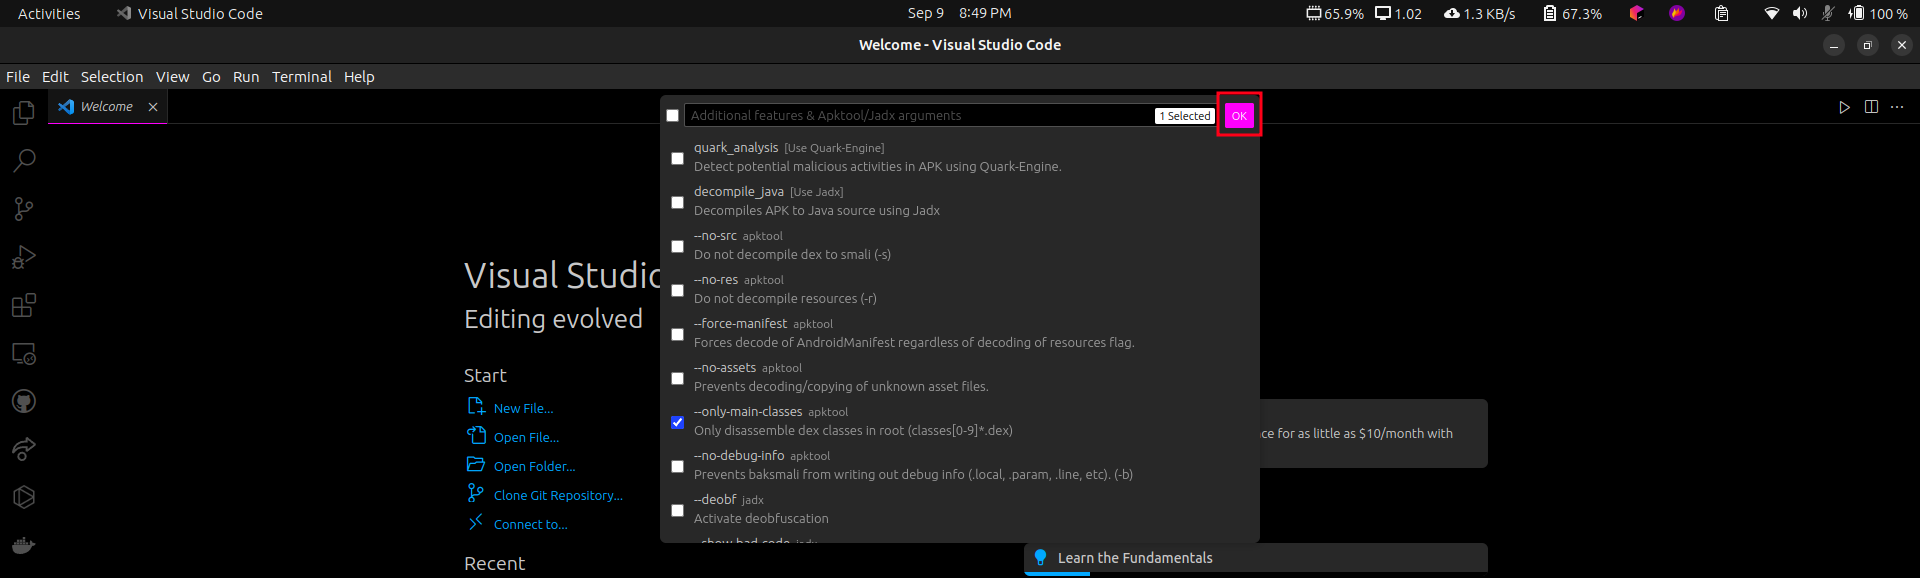 Activities Visual Studio Code Sep 9 8:49 PM 65.9% 1.02 1.3 KB/s 67.3% 100 %
Welcome - Visual Studio Code
File Edit Selection View Go Run Terminal Help
Welcome
Additional features & Apktool/Jadx arguments 1 Selected OK
quark_analysis [Use Quark-Engine]
Detect potential malicious activities in APK using Quark-Engine.
decompile_java [Use Jadx]
Decompiles APK to Java source using Jadx
--no-src apktool
Do not decompile dex to smali (-s)
--no-res apktool
Do not decompile resources (-r)
--force-manifest apktool
Forces decode of AndroidManifest regardless of decoding of resources flag.
--no-assets apktool
Prevents decoding/copying of unknown asset files.
--only-main-classes apktool
Only disassemble dex classes in root (classes[0-9]*.dex)
--no-debug-info apktool
Prevents baksmali from writing out debug info (.local, .param, .line, etc). (-b)
--deobf jadx
Activate deobfuscation
--show-bad-code jadx
Visual Studio
Editing evolved
Start
New File...
Open File...
Open Folder...
Clone Git Repository...
Connect to...
Recent
for as little as $10/month with
Learn the Fundamentals